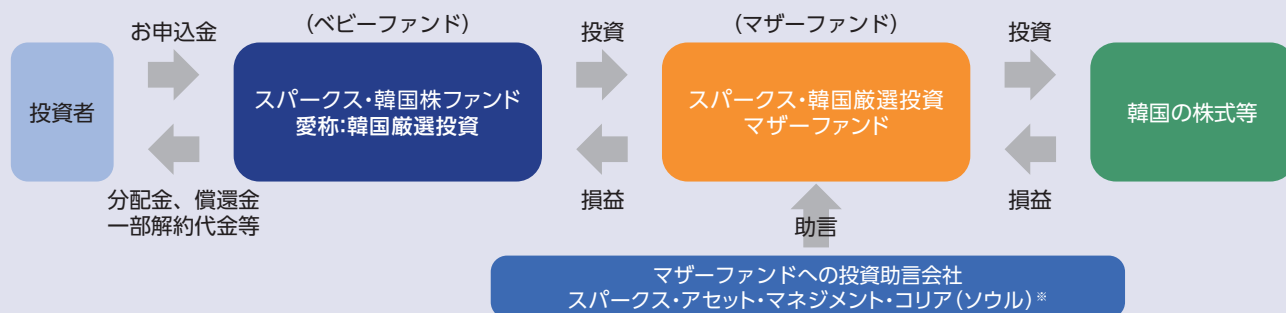 (ベビーファンド)
(マザーファンド)
お申込金
投資
投資
投資者
スパークス・韓国株ファンド
愛称:韓国厳選投資
スパークス・韓国厳選投資
マザーファンド
韓国の株式等
分配金、償還金
一部解約代金等
損益
損益
助言
マザーファンドへの投資助言会社
スパークス・アセット・マネジメント・コリア(ソウル)※